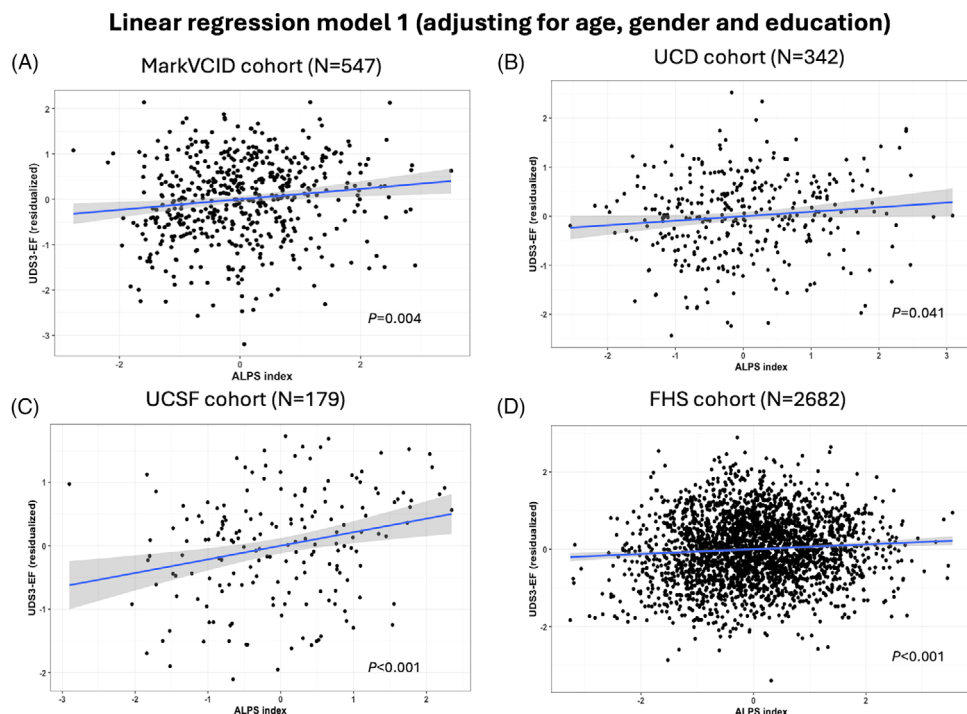 Linear regression model 1 (adjusting for age, gender and education)
(A)
MarkVCID cohort (N=547)
UDS3-EF (residualized)
2
1
0
-1
-2
-3
P=0.004
-2
0
2
ALPS index
(B)
UCD cohort (N=342)
UDS3-EF (residualized)
2
1
0
-1
-2
P=0.041
-2
-1
0
1
2
3
ALPS index
(C)
UCSF cohort (N=179)
UDS3-EF (residualized)
1
0
-1
-2
P<0.001
-3
-2
-1
0
1
2
ALPS index
(D)
FHS cohort (N=2682)
UDS3-EF (residualized)
2
0
-2
P<0.001
-2
0
2
ALPS index